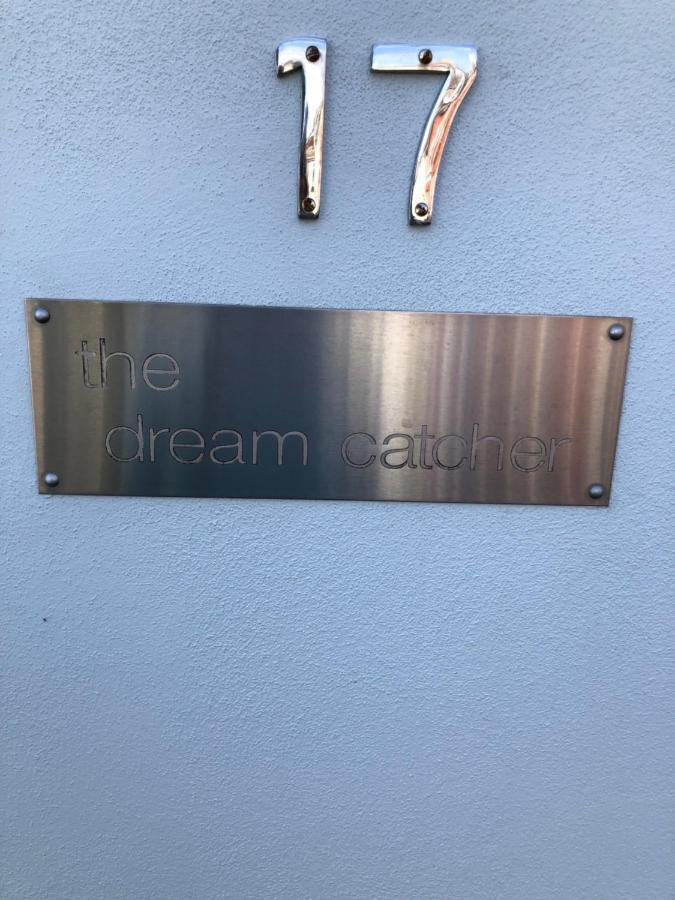 17
the
dream catcher